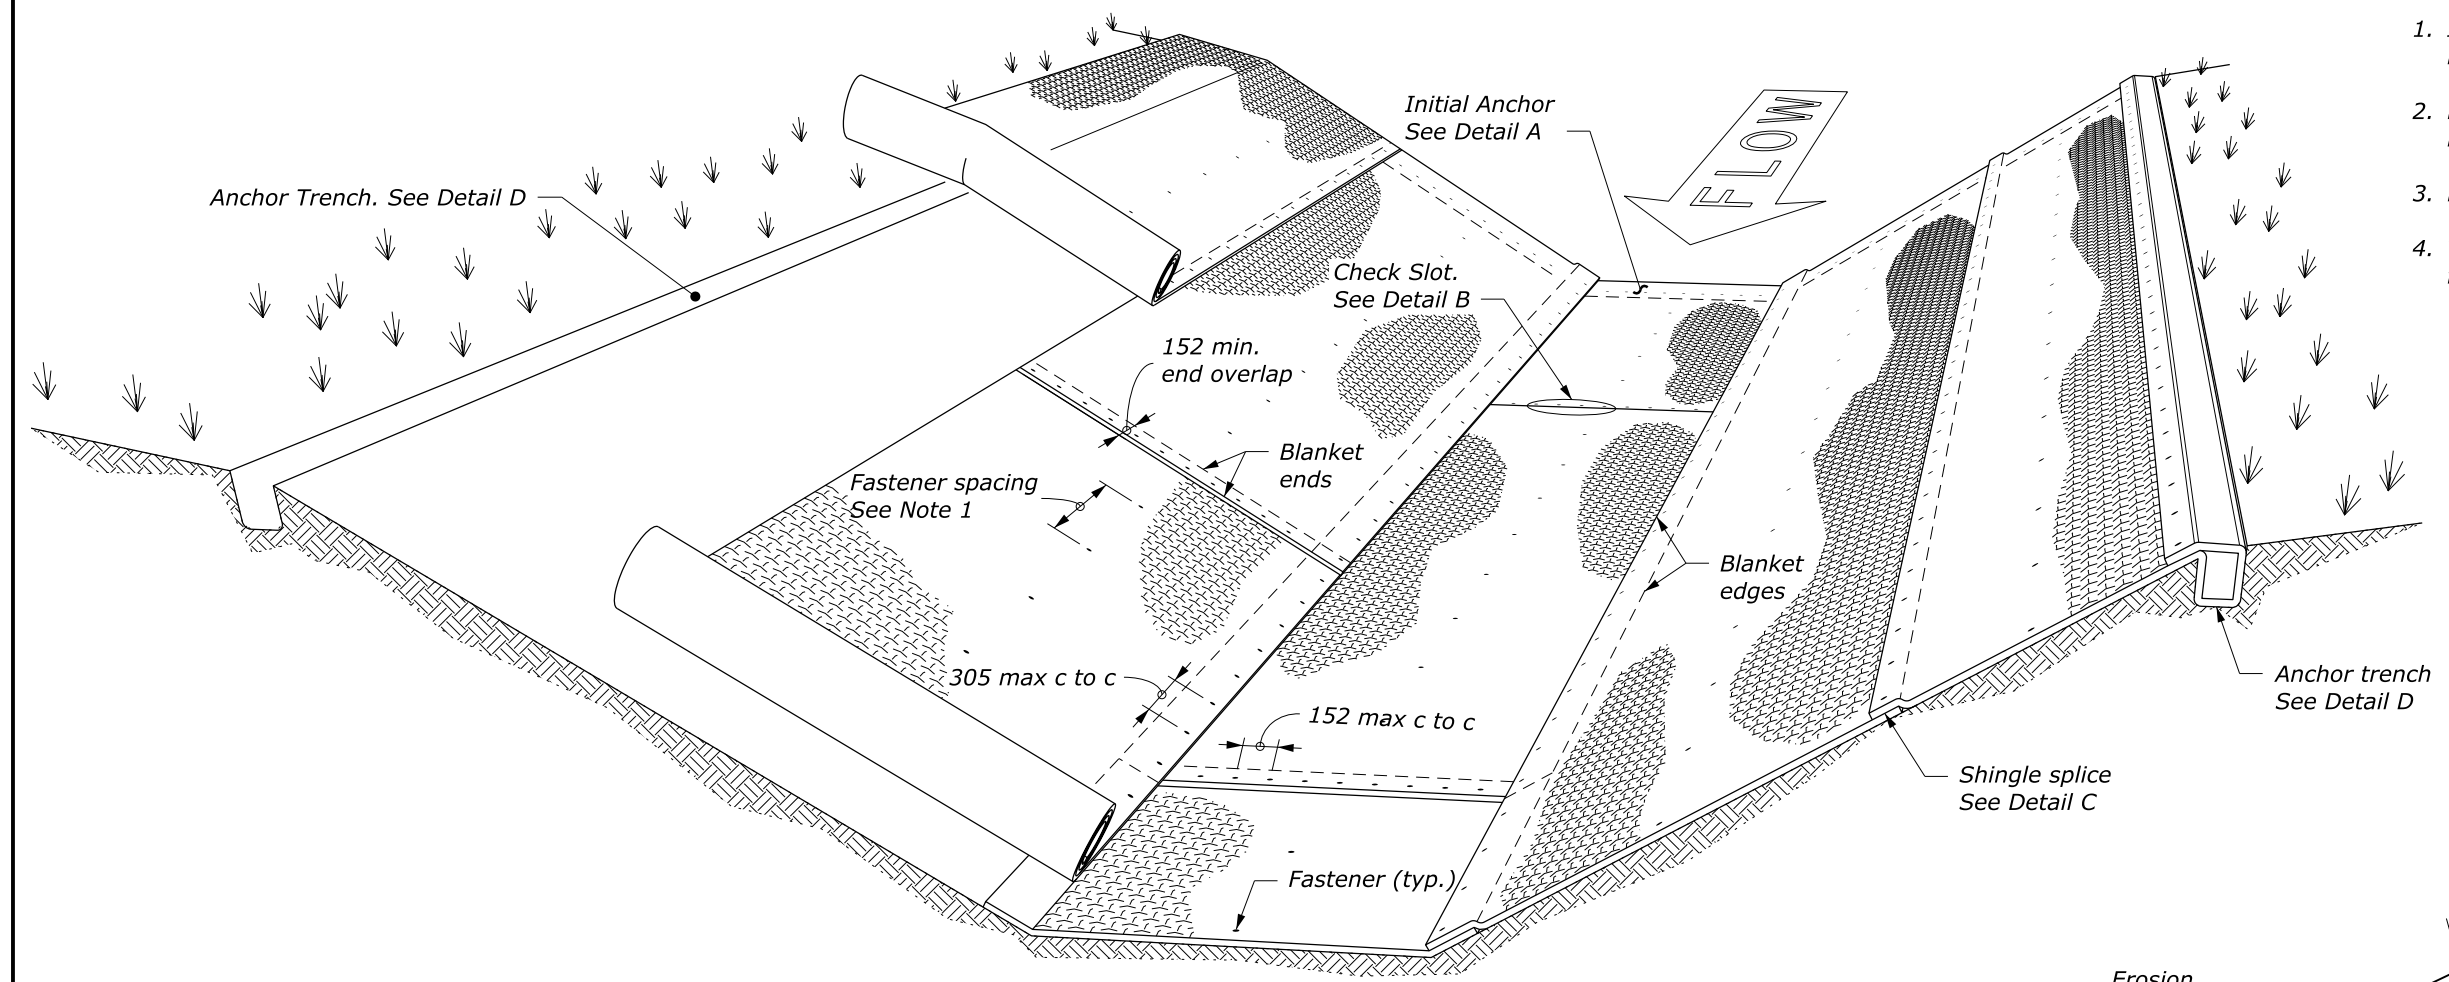 1.
2.
3.
4.
Initial Anchor
See Detail A
FLOW
Anchor Trench. See Detail D
Check Slot.
See Detail B
152 min.
end overlap
Blanket
ends
Fastener spacing
See Note 1
Blanket
edges
305 max c to c
152 max c to c
Anchor trench
See Detail D
Shingle splice
See Detail C
Fastener (typ.)
Erosion